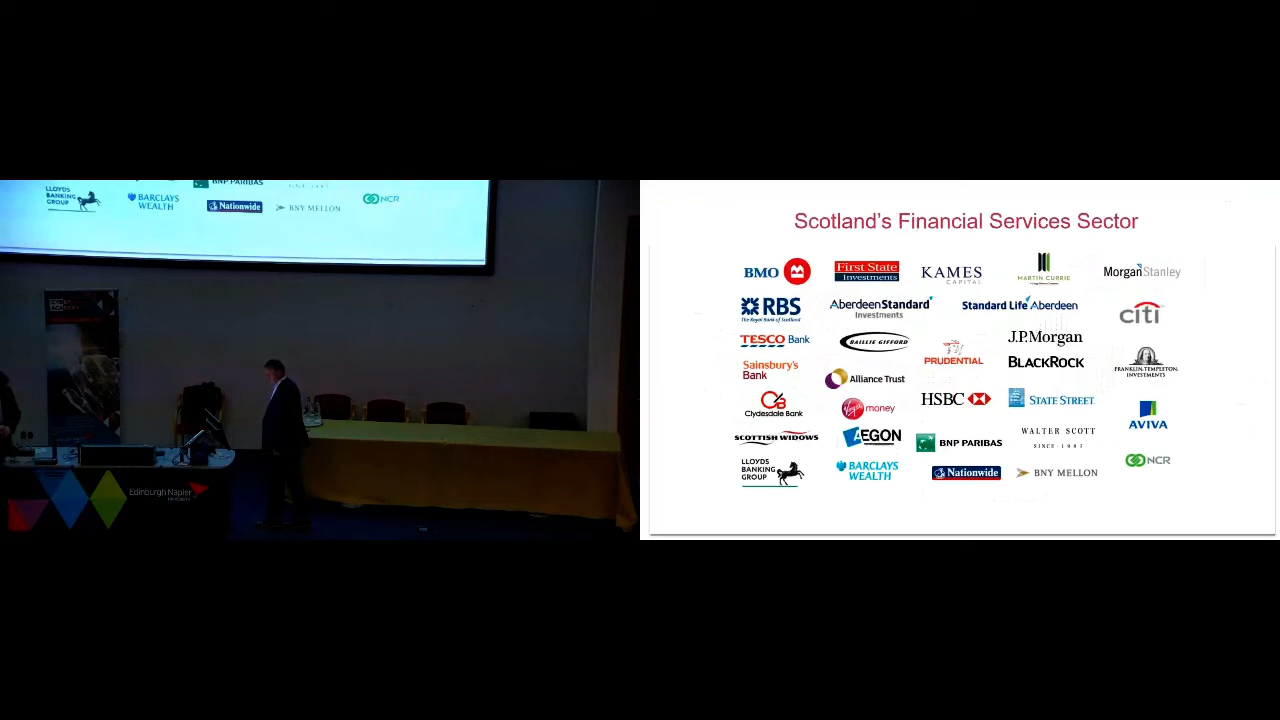 BNP PARIBAS
LLOYDS
BANKING
GROUP
BARCLAYS
WEALTH
Nationwide
BNY MELLON
NCR
Edinburgh Napier
UNIVERSITY
Scotland's Financial Services Sector
BMO
First State
Investments
KAMES
CAPITAL
MARTIN CURRIE
Morgan Stanley
RBS
The Royal Bank of Scotland
Aberdeen Standard
Investments
Standard Life Aberdeen
citi
TESCO Bank
BAILLIE GIFFORD
PRUDENTIAL
J.P.Morgan
BLACKROCK
Sainsbury's
Bank
Alliance Trust
FRANKLIN TEMPLETON
INVESTMENTS
Clydesdale Bank
Virgin money
HSBC
STATE STREET
AVIVA
SCOTTISH WIDOWS
AEGON
BNP PARIBAS
WALTER SCOTT
SINCE 1983
LLOYDS
BANKING
GROUP
BARCLAYS
WEALTH
Nationwide
BNY MELLON
NCR